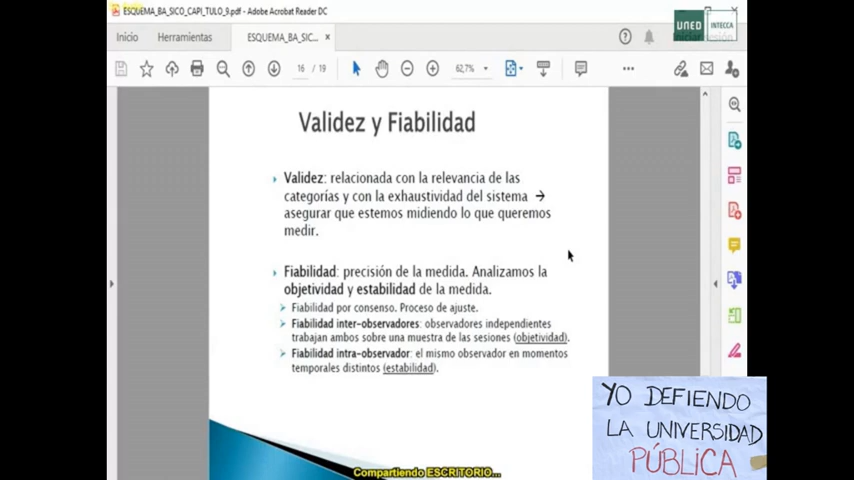 ESQUEMA_BA_SICO_CAPI_TULO_9.pdf - Adobe Acrobat Reader DC
UNED INTECCA
Inicio Herramientas ESQUEMA_BA_SIC... x Iniciar sesión
16 / 19 62,7%
Validez y Fiabilidad
Validez: relacionada con la relevancia de las
categorías y con la exhaustividad del sistema →
asegurar que estemos midiendo lo que queremos
medir.
Fiabilidad: precisión de la medida. Analizamos la
objetividad y estabilidad de la medida.
Fiabilidad por consenso. Proceso de ajuste.
Fiabilidad inter-observadores: observadores independientes
trabajan ambos sobre una muestra de las sesiones (objetividad).
Fiabilidad intra-observador: el mismo observador en momentos
temporales distintos (estabilidad).
YO DEFIENDO
LA UNIVERSIDAD
PÚBLICA
Compartiendo ESCRITORIO...